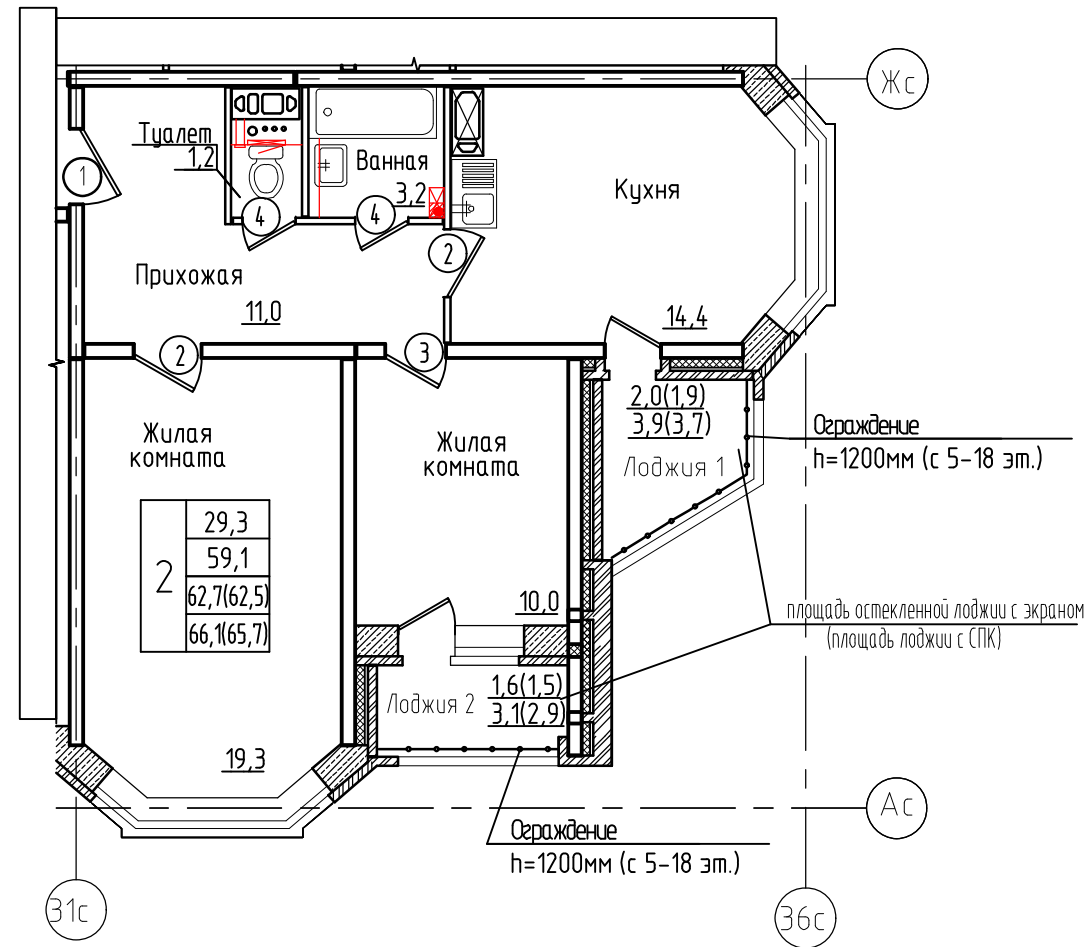 Жс
Туалет
1,2
Ванная
3,2
Кухня
1
4
4
2
Прихожая
11,0
14,4
2
3
2,0(1,9)
3,9(3,7)
Лоджия 1
Ограждение
h=1200мм (с 5-18 эт.)
Жилая
комната
Жилая
комната
2
29,3
59,1
62,7(62,5)
66,1(65,7)
10,0
площадь остекленной лоджии с экраном
(площадь лоджии с СПК)
Лоджия 2
1,6(1,5)
3,1(2,9)
19,3
Ас
Ограждение
h=1200мм (с 5-18 эт.)
31с
36с